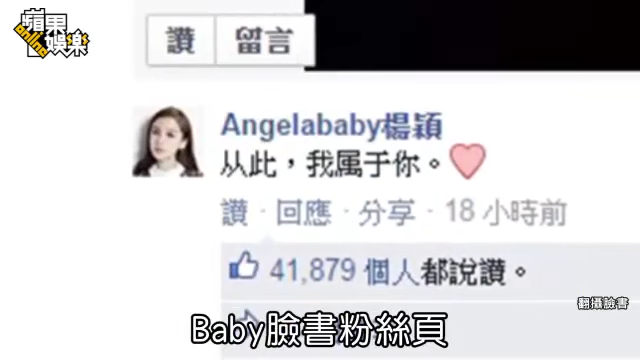 蘋果
online
娛樂
讚 留言
Angelababy楊穎
从此，我属于你。
讚 · 回應 · 分享 · 18 小時前
41,879 個人都說讚。
翻攝臉書
Baby臉書粉絲頁